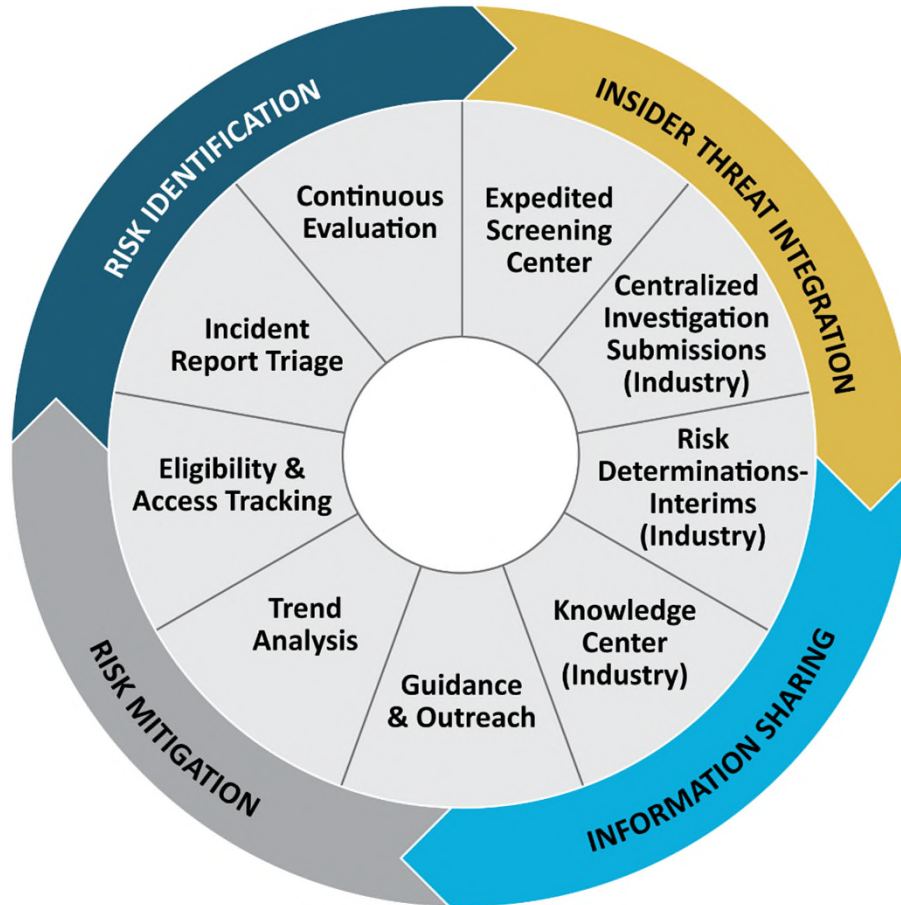 RISK IDENTIFICATION
INSIDER THREAT INTEGRATION
INFORMATION SHARING
RISK MITIGATION
Continuous
Evaluation
Expedited
Screening
Center
Centralized
Investigation
Submissions
(Industry)
Risk
Determinations-
Interims
(Industry)
Knowledge
Center
(Industry)
Guidance
& Outreach
Trend
Analysis
Eligibility &
Access Tracking
Incident
Report Triage